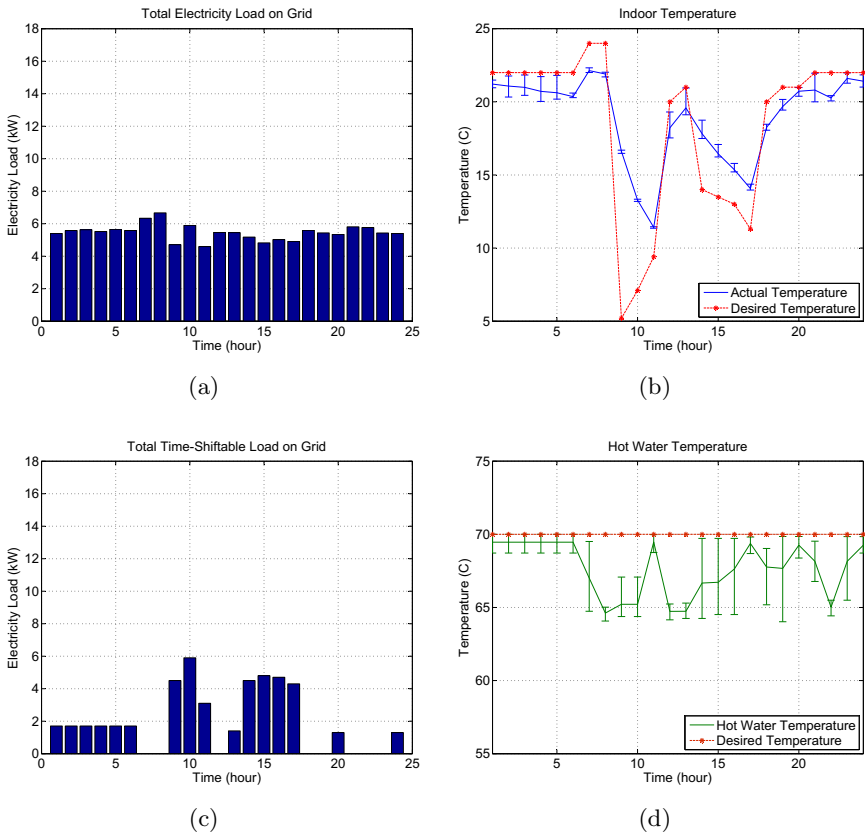 Total Electricity Load on Grid
18
16
14
12
10
8
6
4
2
0
Electricity Load (kW)
0 5 10 15 20 25
Time (hour)
(a)
Indoor Temperature
25
20
15
10
5
Temperature (C)
Actual Temperature
Desired Temperature
5 10 15 20
Time (hour)
(b)
Total Time-Shiftable Load on Grid
18
16
14
12
10
8
6
4
2
0
Electricity Load (kW)
0 5 10 15 20 25
Time (hour)
(c)
Hot Water Temperature
75
70
65
60
55
Temperature (C)
Hot Water Temperature
Desired Temperature
5 10 15 20
Time (hour)
(d)